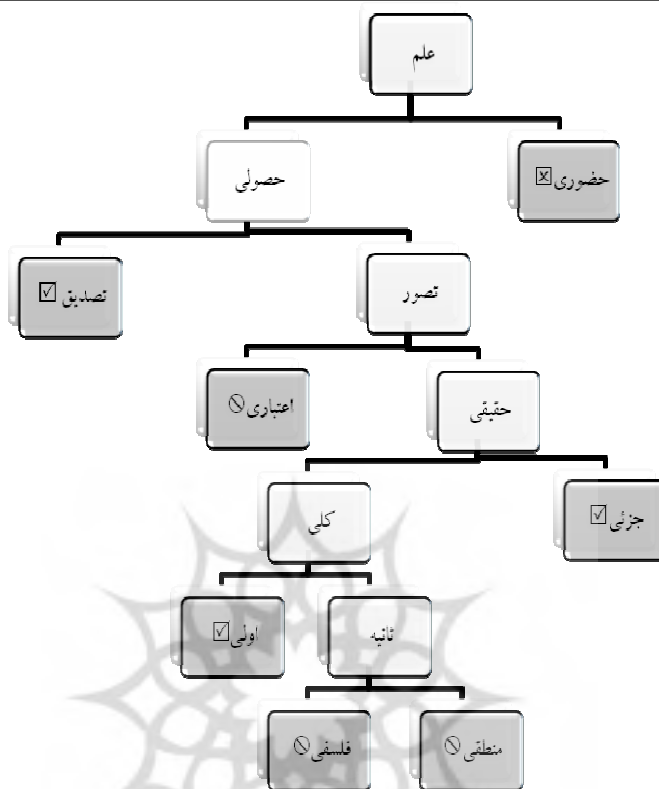 علم
حضوری ☒
حصولی
تصور
تصدیق ☑
حقیقی
اعتباری ⃠
جزئی ☑
کلی
ثانیه
اولی ☑
منطقی ⃠
فلسفی ⃠